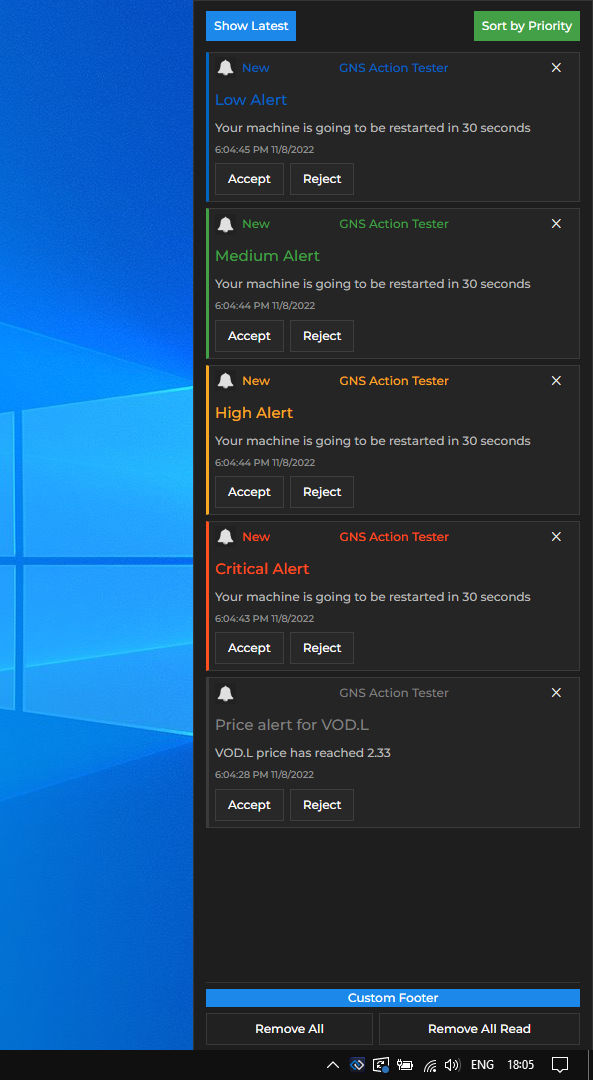 Show Latest Sort by Priority
New GNS Action Tester
Low Alert
Your machine is going to be restarted in 30 seconds
6:04:45 PM 11/8/2022
Accept Reject
New GNS Action Tester
Medium Alert
Your machine is going to be restarted in 30 seconds
6:04:44 PM 11/8/2022
Accept Reject
New GNS Action Tester
High Alert
Your machine is going to be restarted in 30 seconds
6:04:44 PM 11/8/2022
Accept Reject
New GNS Action Tester
Critical Alert
Your machine is going to be restarted in 30 seconds
6:04:43 PM 11/8/2022
Accept Reject
GNS Action Tester
Price alert for VOD.L
VOD.L price has reached 2.33
6:04:28 PM 11/8/2022
Accept Reject
Custom Footer
Remove All Remove All Read
ENG 18:05